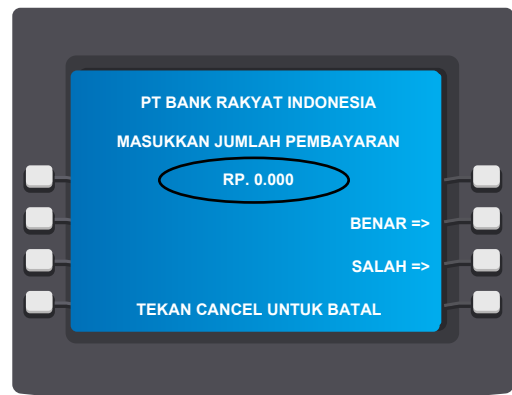 PT BANK RAKYAT INDONESIA
MASUKKAN JUMLAH PEMBAYARAN
RP. 0.000
BENAR =>
SALAH =>
TEKAN CANCEL UNTUK BATAL